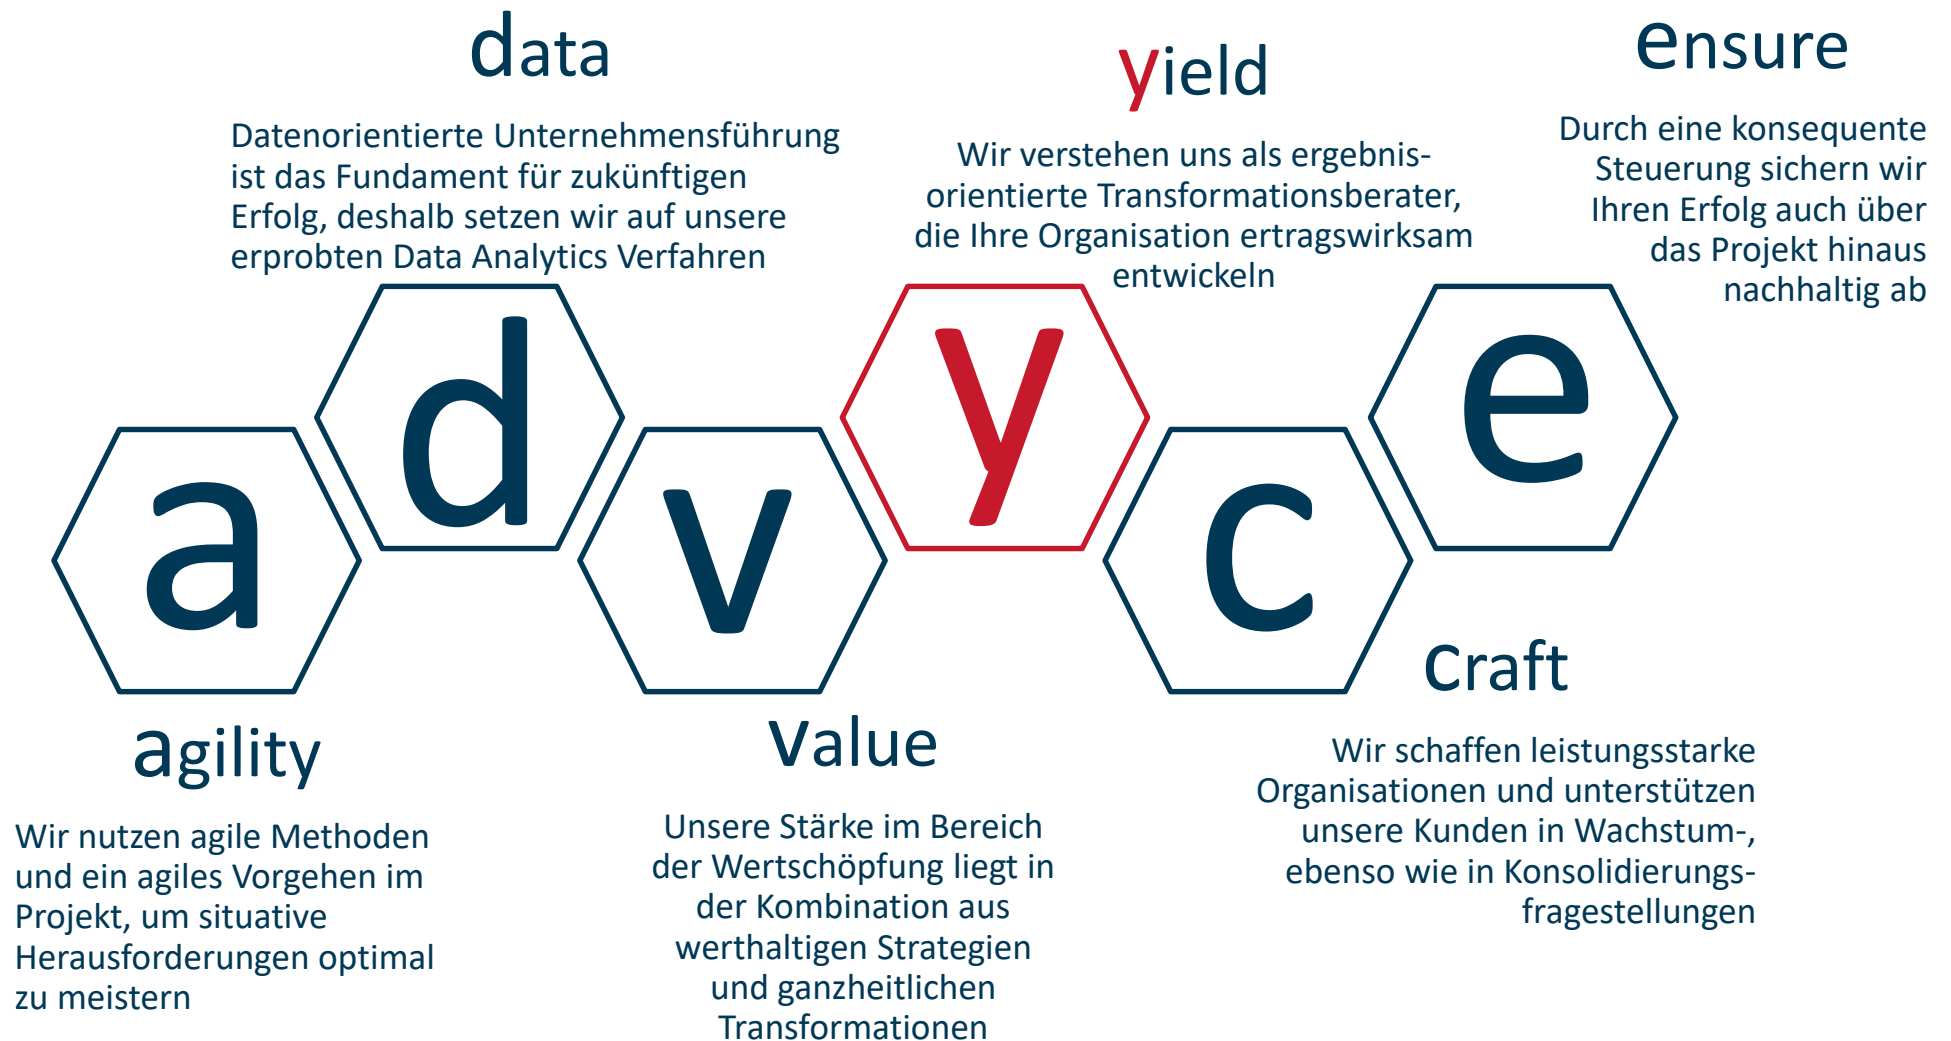 data
Datenorientierte Unternehmensführung
ist das Fundament für zukünftigen
Erfolg, deshalb setzen wir auf unsere
erprobten Data Analytics Verfahren
yield
Wir verstehen uns als ergebnis-
orientierte Transformationsberater,
die Ihre Organisation ertragswirksam
entwickeln
ensure
Durch eine konsequente
Steuerung sichern wir
Ihren Erfolg auch über
das Projekt hinaus
nachhaltig ab
a d v y c e
agility
Wir nutzen agile Methoden
und ein agiles Vorgehen im
Projekt, um situative
Herausforderungen optimal
zu meistern
value
Unsere Stärke im Bereich
der Wertschöpfung liegt in
der Kombination aus
werthaltigen Strategien
und ganzheitlichen
Transformationen
craft
Wir schaffen leistungsstarke
Organisationen und unterstützen
unsere Kunden in Wachstum-,
ebenso wie in Konsolidierungs-
fragestellungen